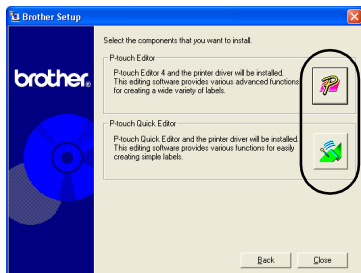 Brother Setup
Select the components that you want to install.
P-touch Editor
P-touch Editor 4 and the printer driver will be installed.
This editing software provides various advanced functions
for creating a wide variety of labels.
brother.
P-touch Quick Editor
P-touch Quick Editor and the printer driver will be installed.
This editing software provides various functions for easily
creating simple labels.
Back
Close